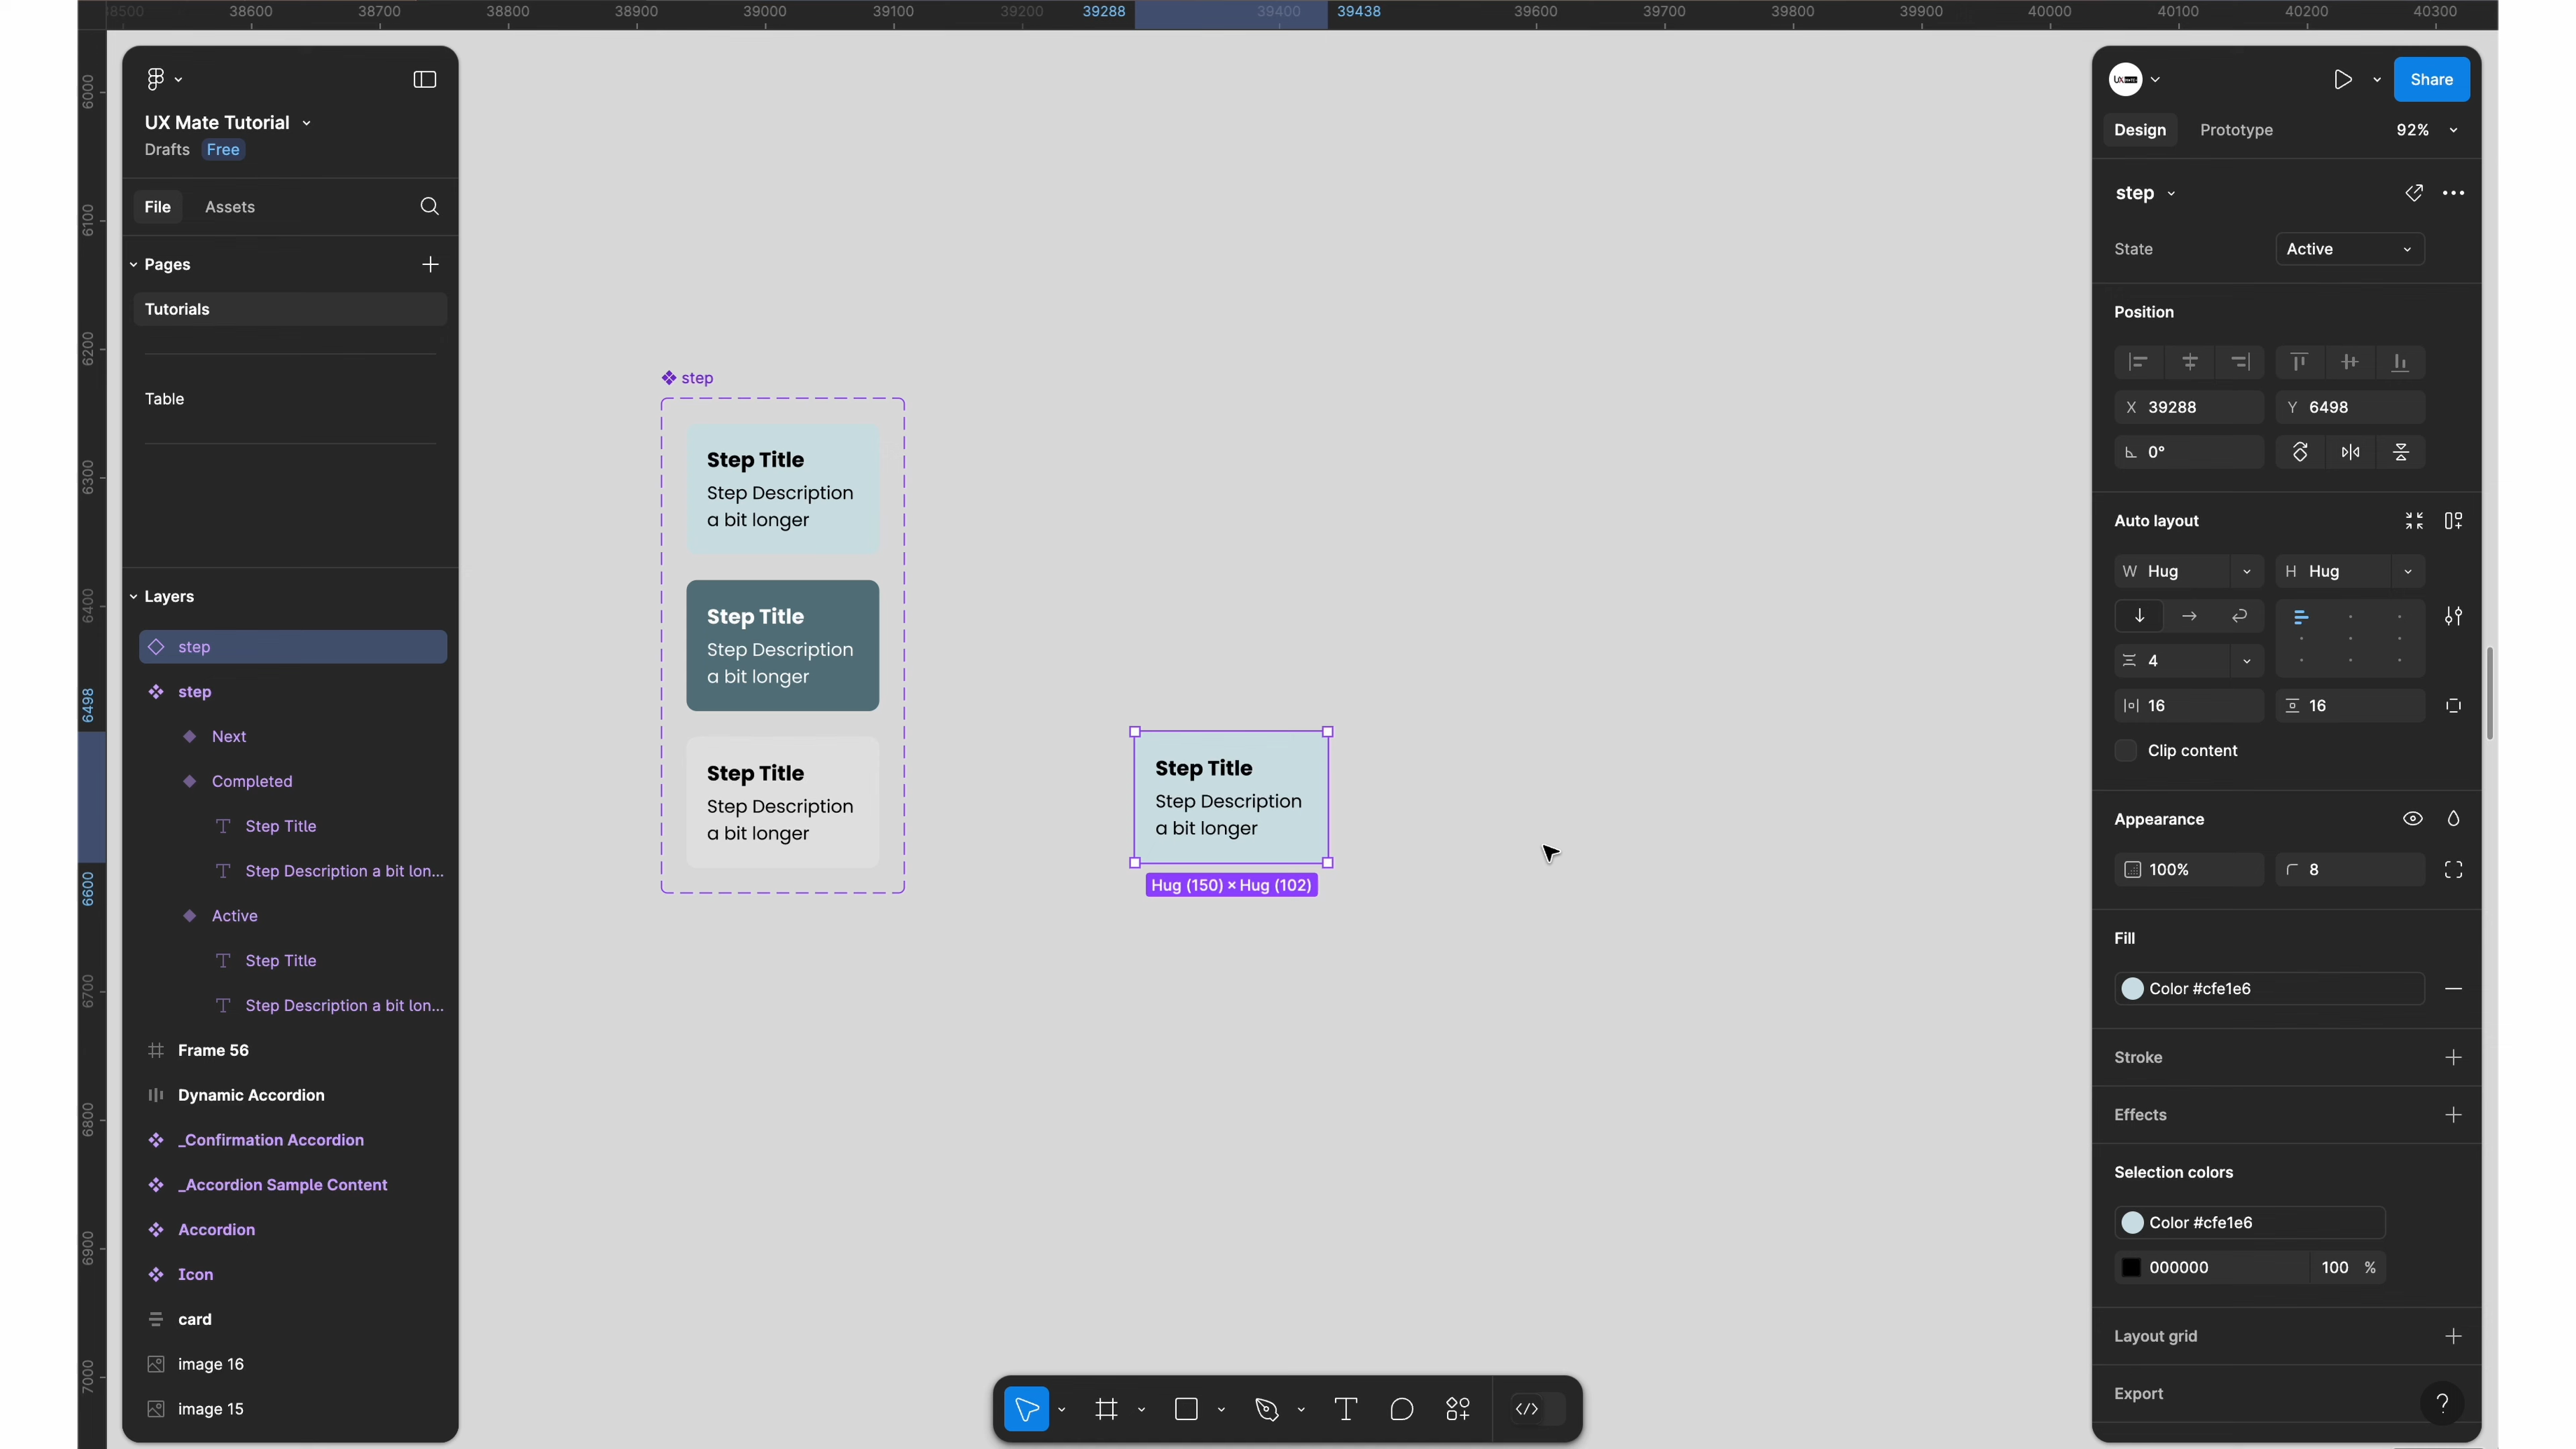 38500 38600 38700 38800 38900 39000 39100 39200 39288 39400 39438 39600 39700 39800 39900 40000 40100 40200 40300
6000
6100
6200
6300
6400
6498
6600
6700
6800
6900
7000
UX Mate Tutorial
Drafts Free
File Assets
Pages
Tutorials
Table
Layers
step
step
Next
Completed
Step Title
Step Description a bit lon...
Active
Step Title
Step Description a bit lon...
Frame 56
Dynamic Accordion
_Confirmation Accordion
_Accordion Sample Content
Accordion
Icon
card
image 16
image 15
step
Step Title
Step Description
a bit longer
Step Title
Step Description
a bit longer
Step Title
Step Description
a bit longer
Step Title
Step Description
a bit longer
Hug (150) × Hug (102)
Share
Design Prototype 92%
step
State Active
Position
X 39288 Y 6498
0°
Auto layout
W Hug H Hug
4
16 16
Clip content
Appearance
100% 8
Fill
Color #cfe1e6
Stroke
Effects
Selection colors
Color #cfe1e6
000000 100 %
Layout grid
Export
?